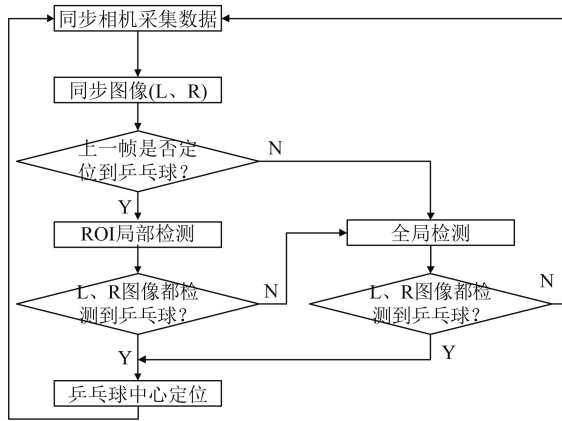 同步相机采集数据
同步图像(L、R)
上一帧是否定
位到乒乓球？
N
Y
ROI局部检测
全局检测
L、R图像都检
测到乒乓球？
N
L、R图像都检
测到乒乓球？
N
Y
Y
乒乓球中心定位